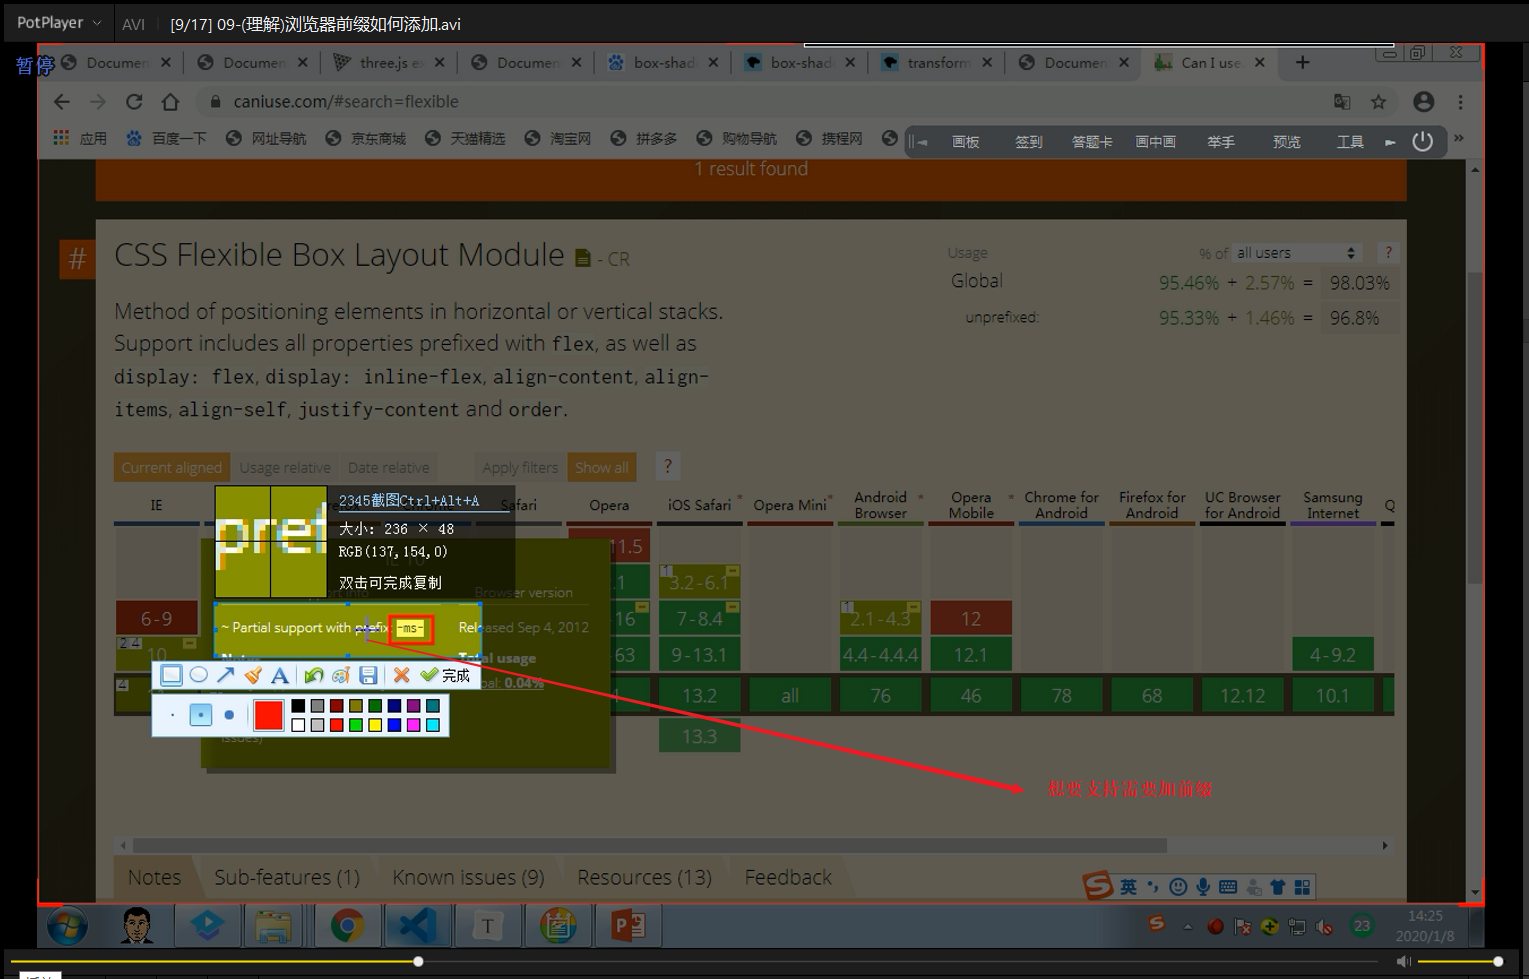 PotPlayer AVI [9/17] 09-(理解)浏览器前缀如何添加.avi
暂停
Documen Documen three.js e Documen box-shad box-shad transform Documen Can I use
caniuse.com/#search=flexible
应用 百度一下 网址导航 京东商城 天猫精选 淘宝网 拼多多 购物导航 携程网
画板 签到 答题卡 画中画 举手 预览 工具
1 result found
# CSS Flexible Box Layout Module - CR
Usage % of all users ?
Global 95.46% + 2.57% = 98.03%
unprefixed: 95.33% + 1.46% = 96.8%
Method of positioning elements in horizontal or vertical stacks.
Support includes all properties prefixed with flex, as well as
display: flex, display: inline-flex, align-content, align-
items, align-self, justify-content and order.
Current aligned Usage relative Date relative Apply filters Show all ?
IE Safari Opera iOS Safari * Opera Mini * Android Browser * Opera Mobile * Chrome for Android Firefox for Android UC Browser for Android Samsung Internet Q
2345截图Ctrl+Alt+A
大小: 236 × 48
RGB(137,154,0)
双击可完成复制
pref
IE 10
Browser version
~ Partial support with prefix: -ms- Released Sep 4, 2012
Notes Total usage
0.04%
issues)
完成
11.5
3.2-6.1
6-9 16 7-8.4 2.1-4.3 12
10 63 9-13.1 4.4-4.4.4 12.1 4-9.2
13.2 all 76 46 78 68 12.12 10.1
13.3
想要支持需要加前缀
Notes Sub-features (1) Known issues (9) Resources (13) Feedback
英
23
14:25
2020/1/8